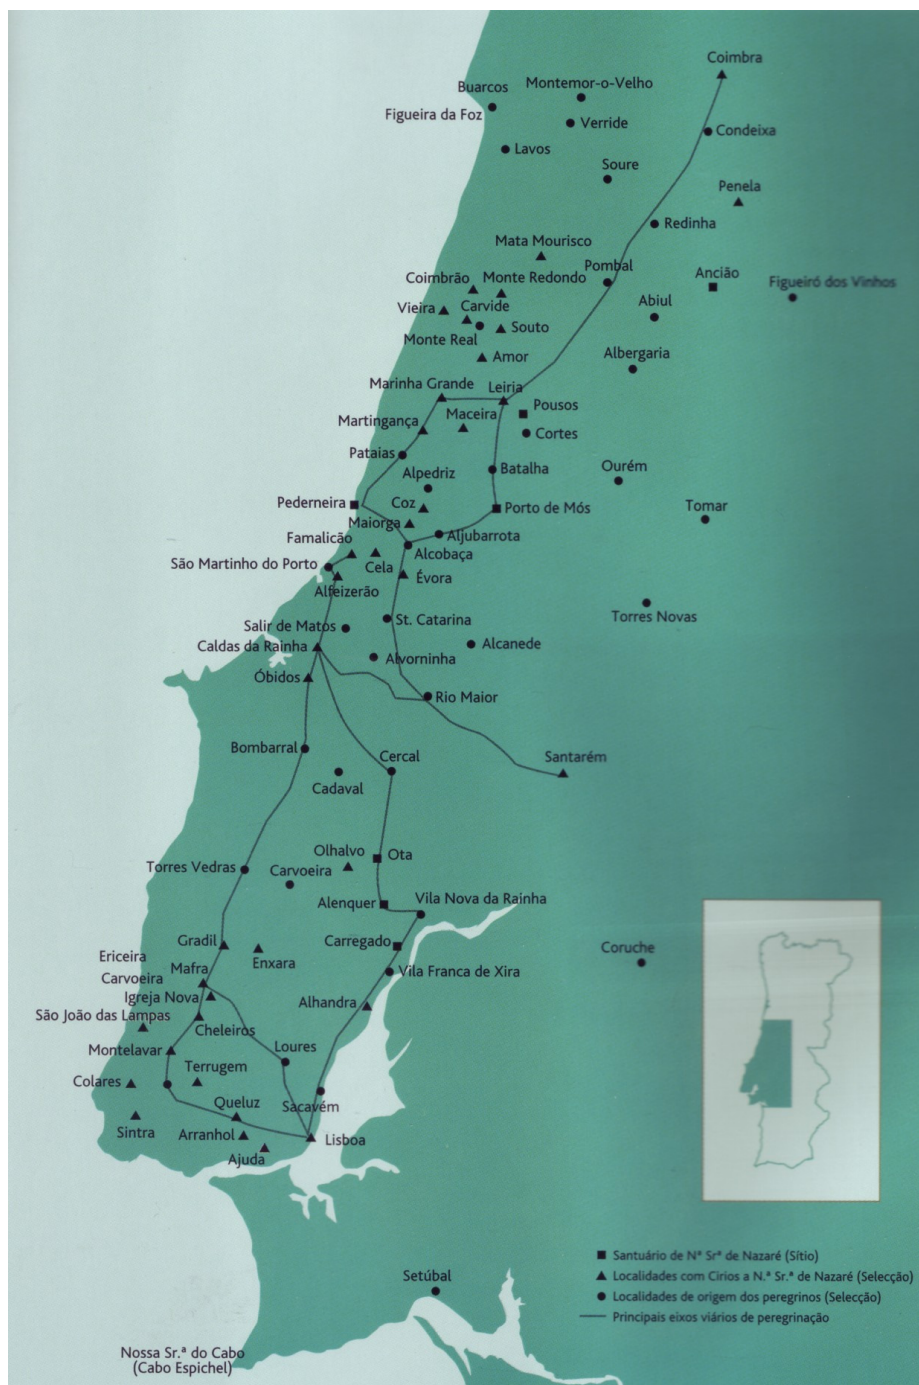 Coimbra
Buarcos
Montemor-o-Velho
Figueira da Foz
Verride
Condeixa
Lavos
Soure
Penela
Redinha
Mata Mourisco
Pombal
Coimbrão
Monte Redondo
Ancião
Figueiró dos Vinhos
Vieira
Carvide
Abiul
Souto
Monte Real
Amor
Albergaria
Marinha Grande
Leiria
Pousos
Martingança
Maceira
Cortes
Pataias
Batalha
Alpedriz
Ourém
Pederneira
Coz
Porto de Mós
Tomar
Maiorga
Famalicão
Aljubarrota
Alcobaça
São Martinho do Porto
Cela
Évora
Alfeizerão
Torres Novas
Salir de Matos
St. Catarina
Caldas da Rainha
Alcanede
Alvorninha
Óbidos
Rio Maior
Bombarral
Cercal
Santarém
Cadaval
Olhalvo
Ota
Torres Vedras
Carvoeira
Alenquer
Vila Nova da Rainha
Gradil
Carregado
Coruche
Ericeira
Enxara
Mafra
Vila Franca de Xira
Carvoeira
Igreja Nova
Alhandra
São João das Lampas
Cheleiros
Montelavar
Loures
Terrugem
Colares
Queluz
Sacavém
Sintra
Arranhol
Lisboa
Ajuda
Santuário de Nª Srª de Nazaré (Sítio)
Localidades com Cirios a N.ª Sr.ª de Nazaré (Selecção)
Setúbal
Localidades de origem dos peregrinos (Selecção)
Principais eixos viários de peregrinação
Nossa Sr.ª do Cabo
(Cabo Espichel)